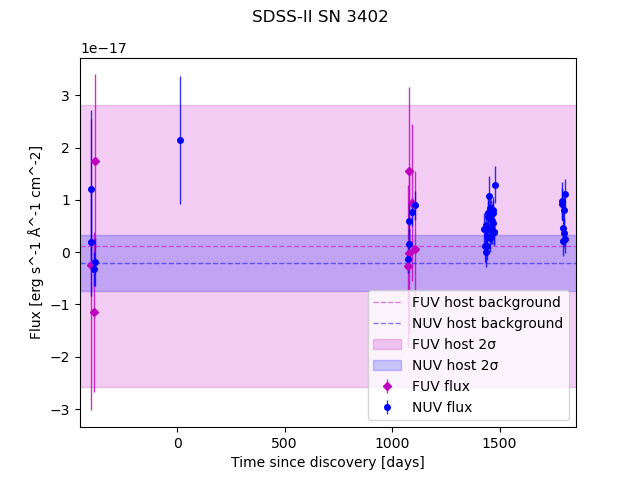 SDSS-II SN 3402
1e−17
Flux [erg s^-1 Å^-1 cm^-2]
3
2
1
0
−1
−2
−3
FUV host background
NUV host background
FUV host 2σ
NUV host 2σ
FUV flux
NUV flux
0 500 1000 1500
Time since discovery [days]